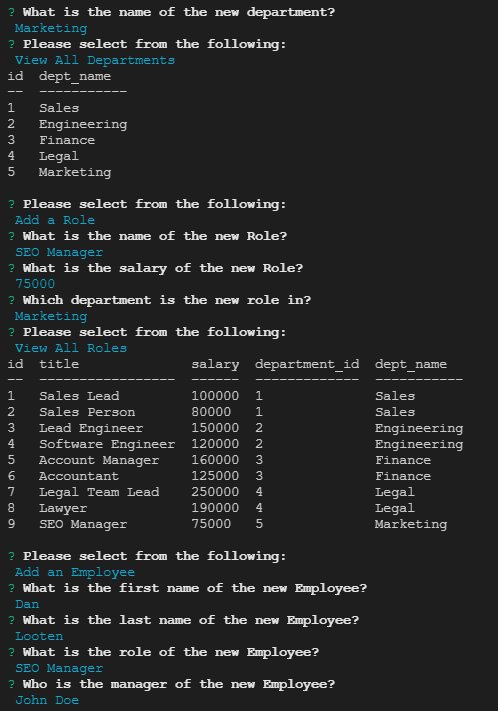 ? What is the name of the new department?
Marketing
? Please select from the following:
View All Departments
id  dept_name
--  -----------
1   Sales
2   Engineering
3   Finance
4   Legal
5   Marketing
? Please select from the following:
Add a Role
? What is the name of the new Role?
SEO Manager
? What is the salary of the new Role?
75000
? Which department is the new role in?
Marketing
? Please select from the following:
View All Roles
id  title              salary  department_id  dept_name
--  -----------------  ------  -------------  -----------
1   Sales Lead         100000  1              Sales
2   Sales Person       80000   1              Sales
3   Lead Engineer      150000  2              Engineering
4   Software Engineer  120000  2              Engineering
5   Account Manager    160000  3              Finance
6   Accountant         125000  3              Finance
7   Legal Team Lead    250000  4              Legal
8   Lawyer             190000  4              Legal
9   SEO Manager        75000   5              Marketing
? Please select from the following:
Add an Employee
? What is the first name of the new Employee?
Dan
? What is the last name of the new Employee?
Looten
? What is the role of the new Employee?
SEO Manager
? Who is the manager of the new Employee?
John Doe